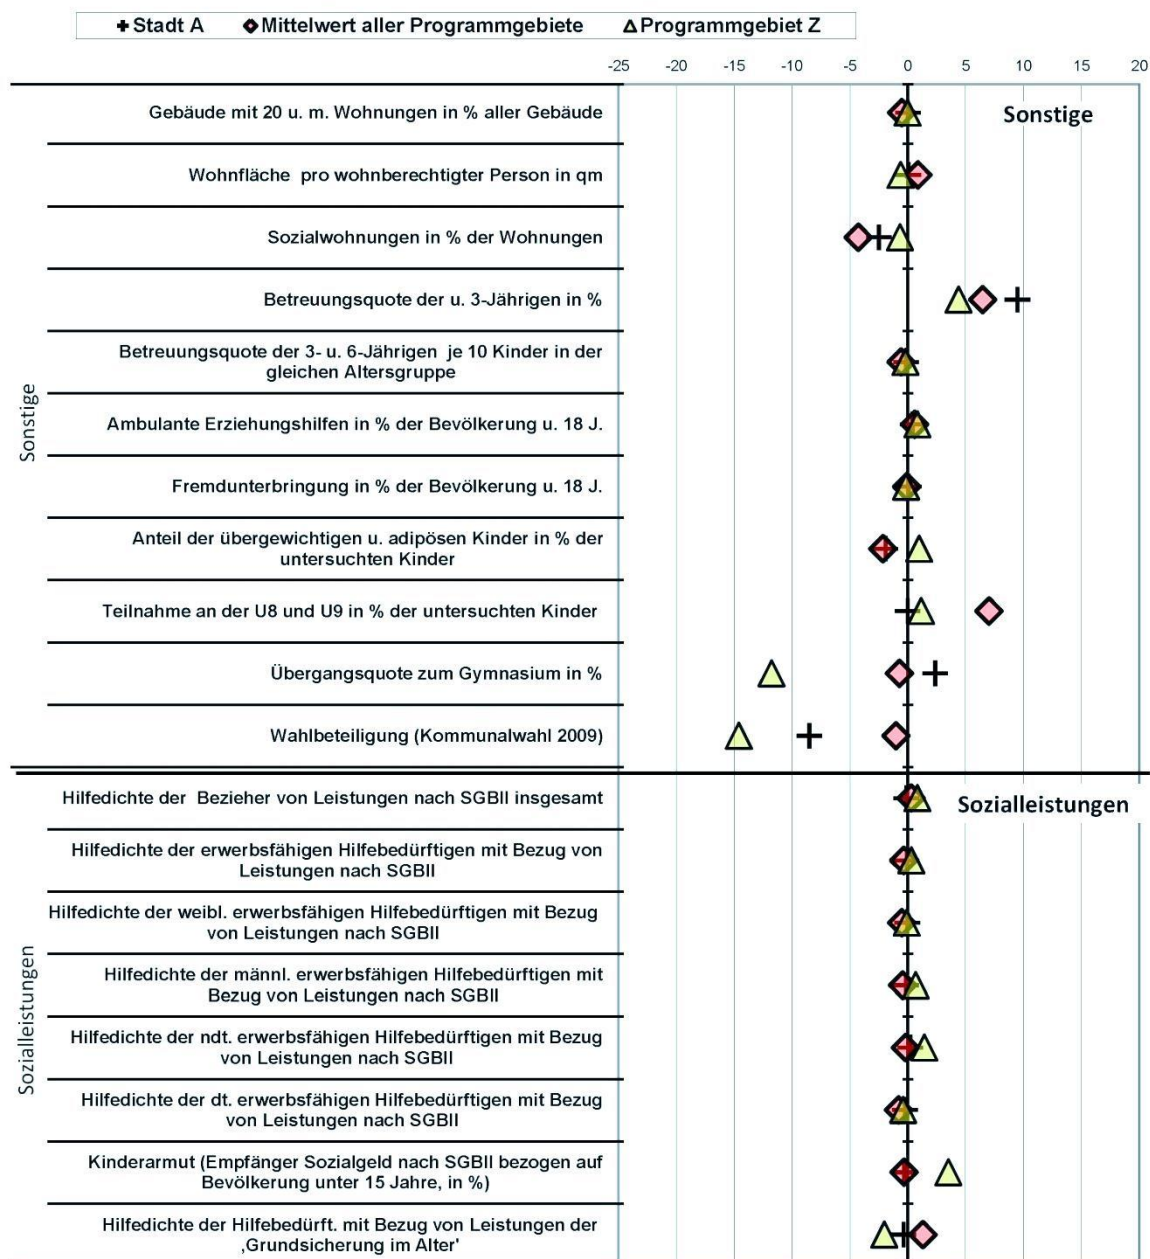 Stadt A Mittelwert aller Programmgebiete Programmgebiet Z
-25 -20 -15 -10 -5 0 5 10 15 20
Sonstige
Sonstige
Gebäude mit 20 u. m. Wohnungen in % aller Gebäude
Wohnfläche pro wohnberechtigter Person in qm
Sozialwohnungen in % der Wohnungen
Betreuungsquote der u. 3-Jährigen in %
Betreuungsquote der 3- u. 6-Jährigen je 10 Kinder in der
gleichen Altersgruppe
Ambulante Erziehungshilfen in % der Bevölkerung u. 18 J.
Fremdunterbringung in % der Bevölkerung u. 18 J.
Anteil der übergewichtigen u. adipösen Kinder in % der
untersuchten Kinder
Teilnahme an der U8 und U9 in % der untersuchten Kinder
Übergangsquote zum Gymnasium in %
Wahlbeteiligung (Kommunalwahl 2009)
Sozialleistungen
Sozialleistungen
Hilfedichte der Bezieher von Leistungen nach SGBII insgesamt
Hilfedichte der erwerbsfähigen Hilfebedürftigen mit Bezug von
Leistungen nach SGBII
Hilfedichte der weibl. erwerbsfähigen Hilfebedürftigen mit Bezug
von Leistungen nach SGBII
Hilfedichte der männl. erwerbsfähigen Hilfebedürftigen mit
Bezug von Leistungen nach SGBII
Hilfedichte der ndt. erwerbsfähigen Hilfebedürftigen mit Bezug
von Leistungen nach SGBII
Hilfedichte der dt. erwerbsfähigen Hilfebedürftigen mit Bezug
von Leistungen nach SGBII
Kinderarmut (Empfänger Sozialgeld nach SGBII bezogen auf
Bevölkerung unter 15 Jahre, in %)
Hilfedichte der Hilfebedürft. mit Bezug von Leistungen der
‚Grundsicherung im Alter'